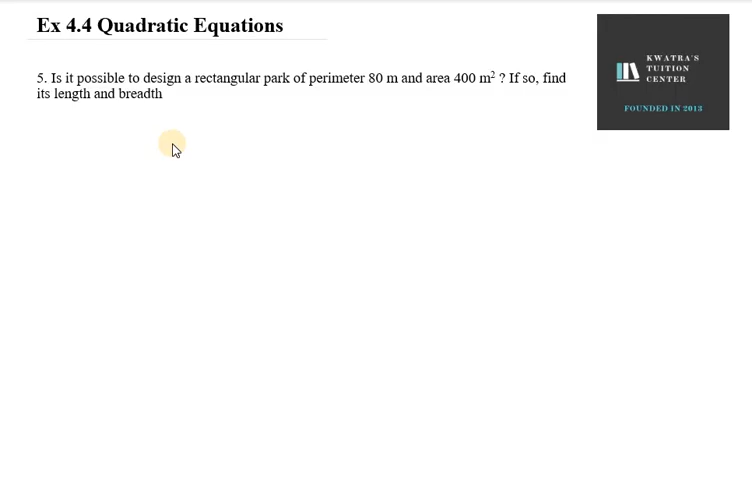 Ex 4.4 Quadratic Equations
5. Is it possible to design a rectangular park of perimeter 80 m and area 400 m² ? If so, find
its length and breadth
KWATRA'S
TUITION
CENTER
FOUNDED IN 2013